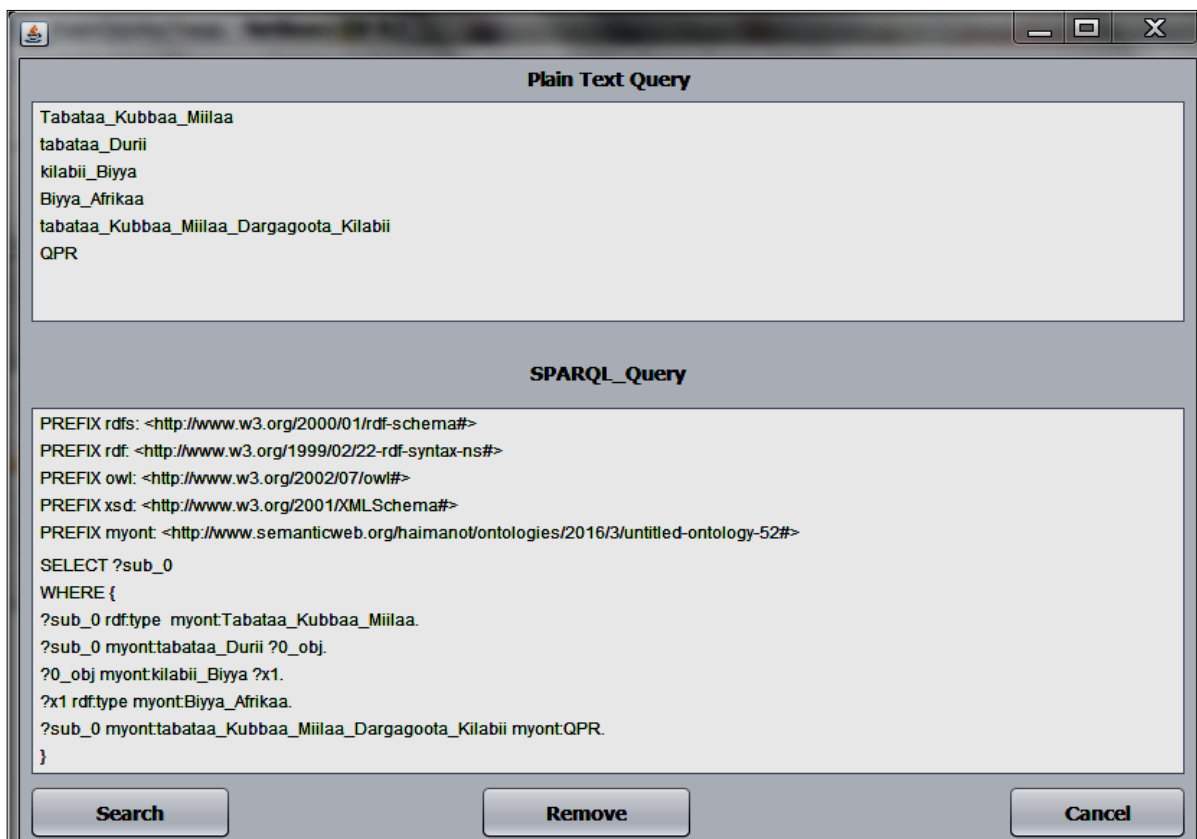 Plain Text Query
Tabataa_Kubbaa_Miilaa
tabataa_Durii
kilabii_Biyya
Biyya_Afrikaa
tabataa_Kubbaa_Miilaa_Dargagoota_Kilabii
QPR
SPARQL_Query
PREFIX rdfs: <http://www.w3.org/2000/01/rdf-schema#>
PREFIX rdf: <http://www.w3.org/1999/02/22-rdf-syntax-ns#>
PREFIX owl: <http://www.w3.org/2002/07/owl#>
PREFIX xsd: <http://www.w3.org/2001/XMLSchema#>
PREFIX myont: <http://www.semanticweb.org/haimanot/ontologies/2016/3/untitled-ontology-52#>
SELECT ?sub_0
WHERE {
?sub_0 rdf:type  myont:Tabataa_Kubbaa_Miilaa.
?sub_0 myont:tabataa_Durii ?0_obj.
?0_obj myont:kilabii_Biyya ?x1.
?x1 rdf:type myont:Biyya_Afrikaa.
?sub_0 myont:tabataa_Kubbaa_Miilaa_Dargagoota_Kilabii myont:QPR.
}
Search Remove Cancel